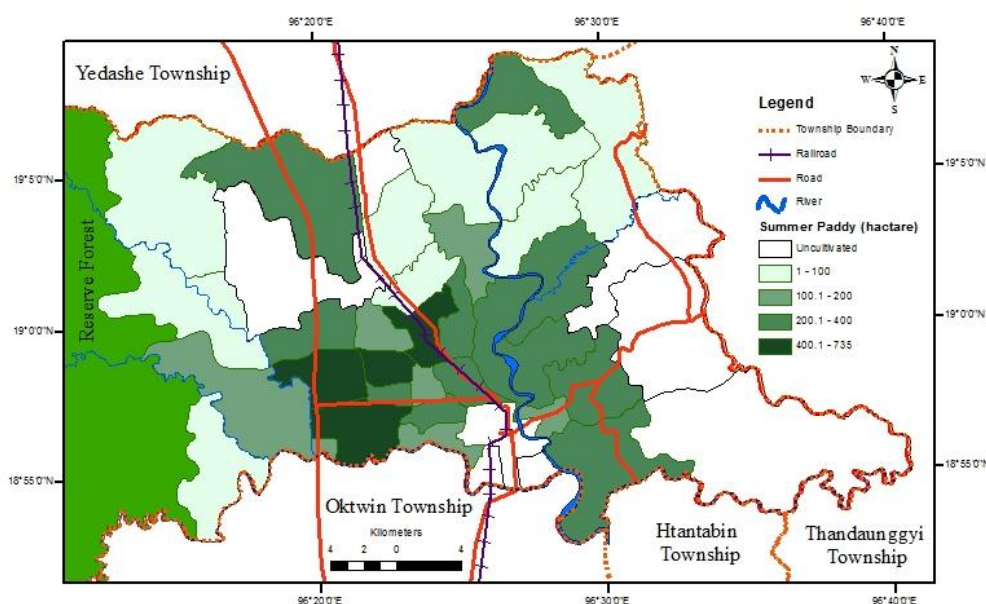 96°20'0"E 96°30'0"E 96°40'0"E
Yedashe Township
N
W E
S
Legend
Township Boundary
Railroad
Road
River
Summer Paddy (hactare)
Uncultivated
1 - 100
100.1 - 200
200.1 - 400
400.1 - 735
19°5'0"N 19°5'0"N
Reserve Forest
19°0'0"N 19°0'0"N
18°55'0"N 18°55'0"N
Oktwin Township
Kilometers
4 2 0 4
Htantabin
Township
Thandaunggyi
Township
96°20'0"E 96°30'0"E 96°40'0"E